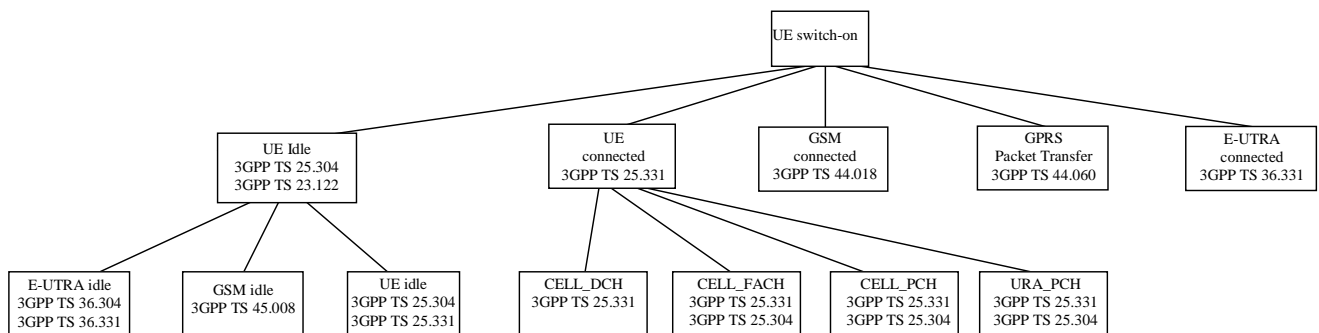 UE switch-on
UE Idle
3GPP TS 25.304
3GPP TS 23.122
UE
connected
3GPP TS 25.331
GSM
connected
3GPP TS 44.018
GPRS
Packet Transfer
3GPP TS 44.060
E-UTRA
connected
3GPP TS 36.331
E-UTRA idle
3GPP TS 36.304
3GPP TS 36.331
GSM idle
3GPP TS 45.008
UE idle
3GPP TS 25.304
3GPP TS 25.331
CELL_DCH
3GPP TS 25.331
CELL_FACH
3GPP TS 25.331
3GPP TS 25.304
CELL_PCH
3GPP TS 25.331
3GPP TS 25.304
URA_PCH
3GPP TS 25.331
3GPP TS 25.304